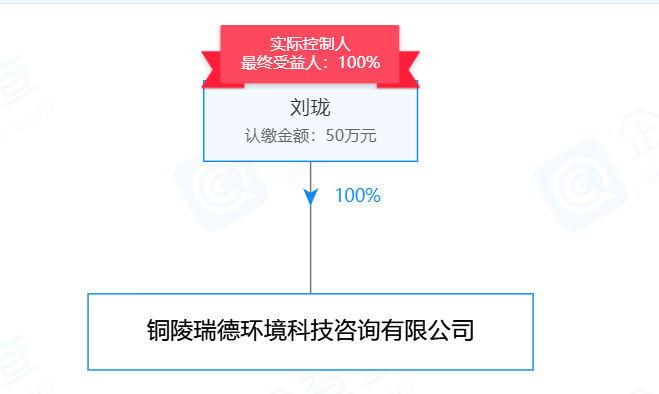 实际控制人
最终受益人：100%
刘珑
认缴金额：50万元
100%
铜陵瑞德环境科技咨询有限公司